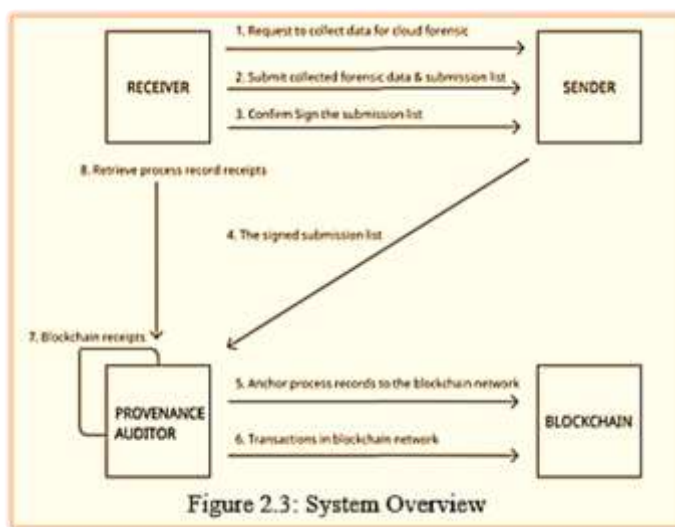 1. Request to collect data for cloud forensic
RECEIVER
2. Submit collected forensic data & submission list
SENDER
3. Confirm Sign the submission list
8. Retrieve process record receipts
4. The signed submission list
7. Blockchain receipts
5. Anchor process records to the blockchain network
PROVENANCE
AUDITOR
BLOCKCHAIN
6. Transactions in blockchain network
Figure 2.3: System Overview